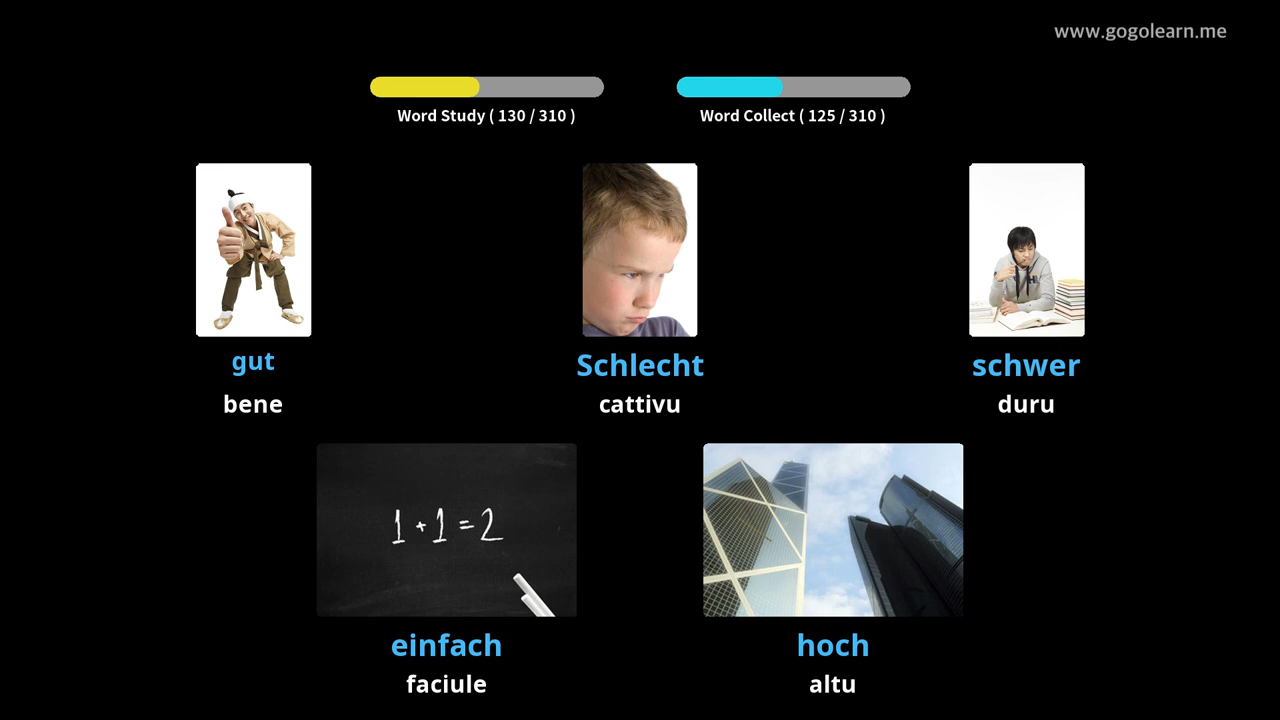 www.gogolearn.me
Word Study ( 130 / 310 )
Word Collect ( 125 / 310 )
gut
bene
Schlecht
cattivu
schwer
duru
1 + 1 = 2
einfach
faciule
hoch
altu